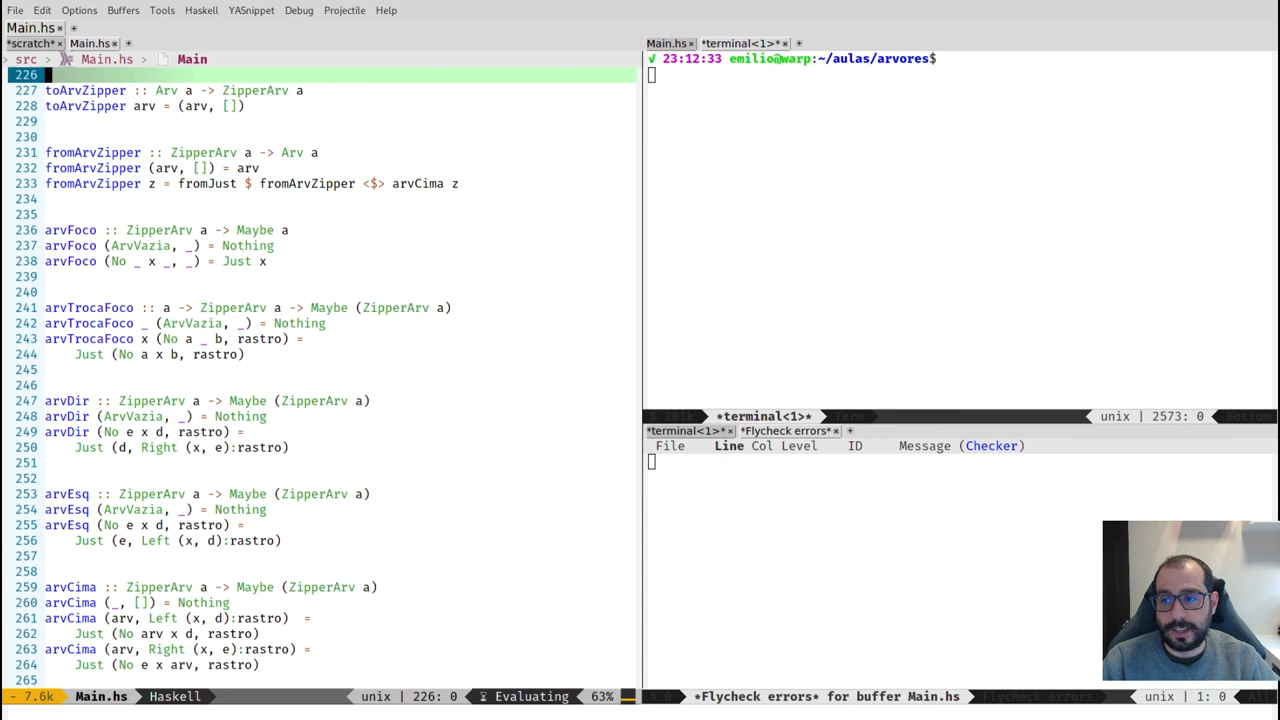 File Edit Options Buffers Tools Haskell YASnippet Debug Projectile Help
Main.hs× +
*scratch*× Main.hs× +
> src > Main.hs > Main
226
227 toArvZipper :: Arv a -> ZipperArv a
228 toArvZipper arv = (arv, [])
229
230
231 fromArvZipper :: ZipperArv a -> Arv a
232 fromArvZipper (arv, []) = arv
233 fromArvZipper z = fromJust $ fromArvZipper <$> arvCima z
234
235
236 arvFoco :: ZipperArv a -> Maybe a
237 arvFoco (ArvVazia, _) = Nothing
238 arvFoco (No _ x _, _) = Just x
239
240
241 arvTrocaFoco :: a -> ZipperArv a -> Maybe (ZipperArv a)
242 arvTrocaFoco _ (ArvVazia, _) = Nothing
243 arvTrocaFoco x (No a _ b, rastro) =
244 Just (No a x b, rastro)
245
246
247 arvDir :: ZipperArv a -> Maybe (ZipperArv a)
248 arvDir (ArvVazia, _) = Nothing
249 arvDir (No e x d, rastro) =
250 Just (d, Right (x, e):rastro)
251
252
253 arvEsq :: ZipperArv a -> Maybe (ZipperArv a)
254 arvEsq (ArvVazia, _) = Nothing
255 arvEsq (No e x d, rastro) =
256 Just (e, Left (x, d):rastro)
257
258
259 arvCima :: ZipperArv a -> Maybe (ZipperArv a)
260 arvCima (_, []) = Nothing
261 arvCima (arv, Left (x, d):rastro) =
262 Just (No arv x d, rastro)
263 arvCima (arv, Right (x, e):rastro) =
264 Just (No e x arv, rastro)
265
- 7.6k Main.hs Haskell unix | 226: 0 Evaluating 63%
Main.hs× *terminal<1>*× +
√ 23:12:33 emilio@warp:~/aulas/arvores$
*terminal<1>* Term unix | 2573: 0 Bottom
*terminal<1>*× *Flycheck errors*× +
File Line Col Level ID Message (Checker)
*Flycheck errors* for buffer Main.hs Flycheck errors unix | 1: 0 All